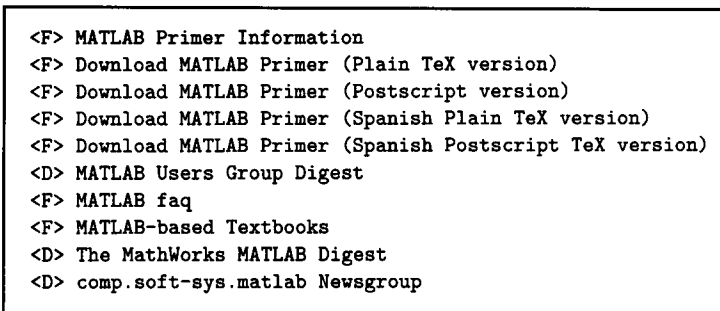 <F> MATLAB Primer Information
<F> Download MATLAB Primer (Plain TeX version)
<F> Download MATLAB Primer (Postscript version)
<F> Download MATLAB Primer (Spanish Plain TeX version)
<F> Download MATLAB Primer (Spanish Postscript TeX version)
<D> MATLAB Users Group Digest
<F> MATLAB faq
<F> MATLAB-based Textbooks
<D> The MathWorks MATLAB Digest
<D> comp.soft-sys.matlab Newsgroup